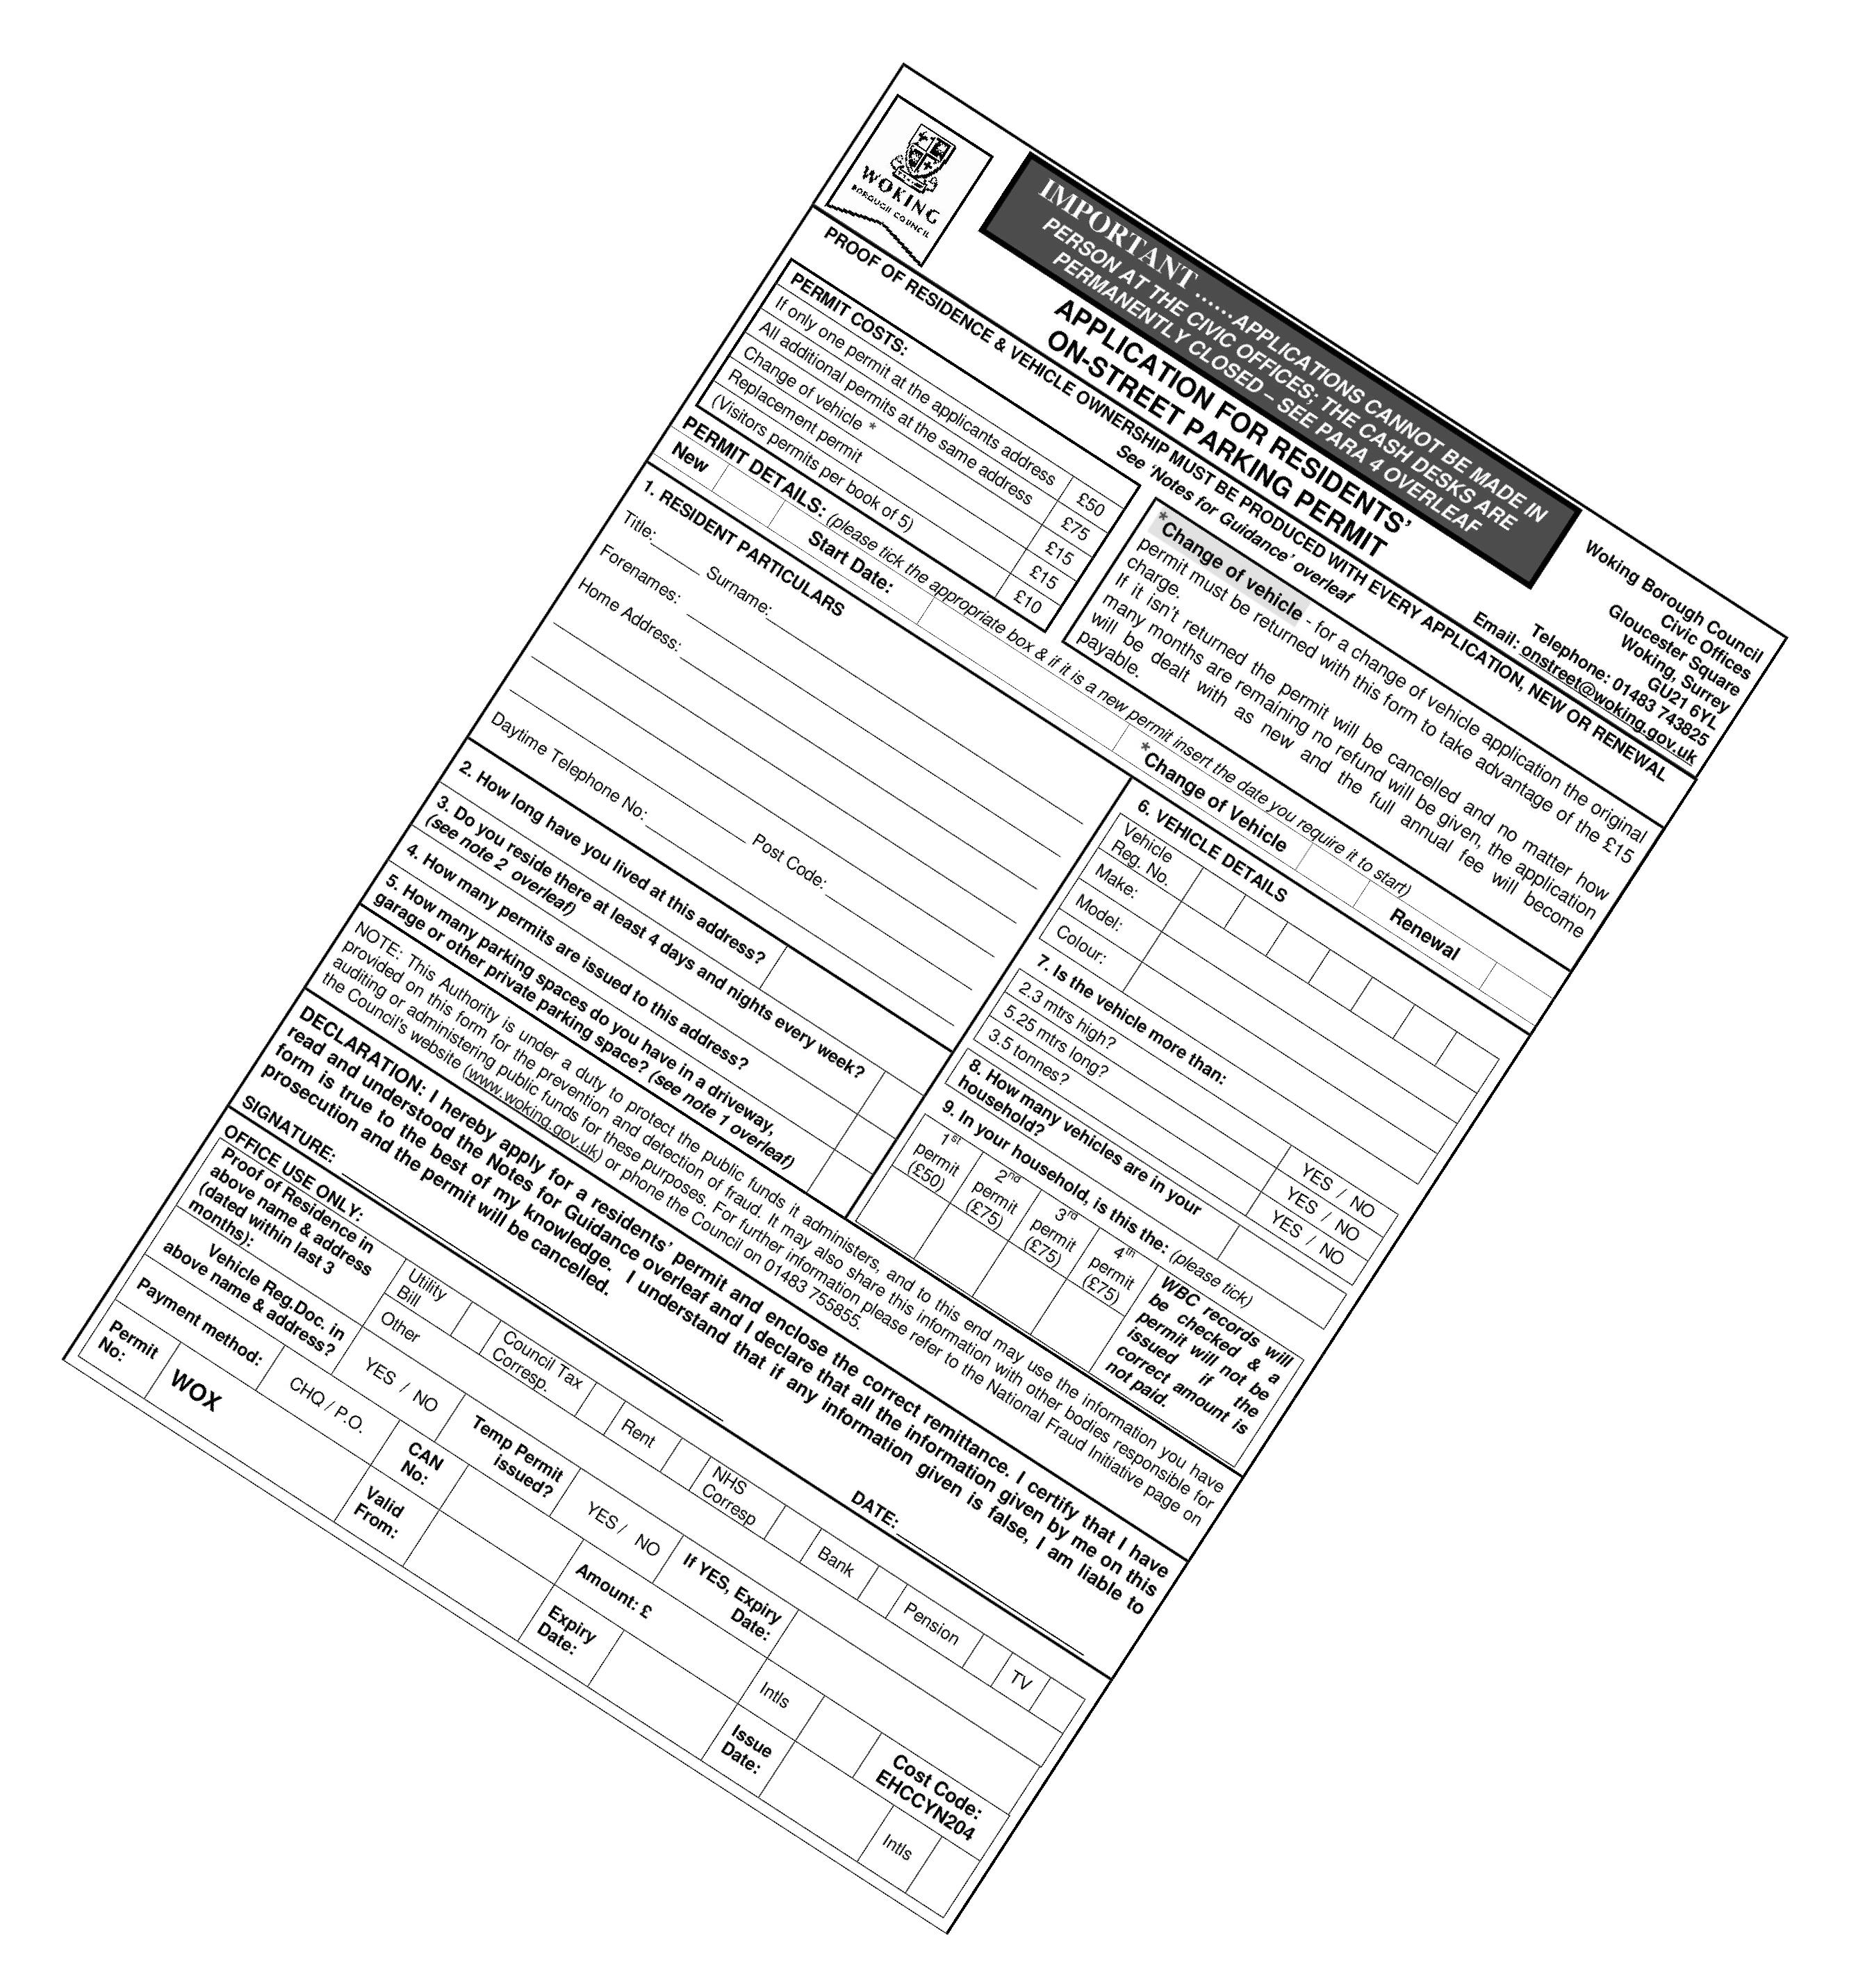 WOKING
BOROUGH COUNCIL
IMPORTANT ......APPLICATIONS CANNOT BE MADE IN
PERSON AT THE CIVIC OFFICES; THE CASH DESKS ARE
PERMANENTLY CLOSED – SEE PARA 4 OVERLEAF
APPLICATION FOR RESIDENTS’
ON-STREET PARKING PERMIT
See ‘Notes for Guidance’ overleaf
Woking Borough Council
Civic Offices
Gloucester Square
Woking, Surrey
GU21 6YL
Telephone: 01483 743825
Email: onstreet@woking.gov.uk
PROOF OF RESIDENCE & VEHICLE OWNERSHIP MUST BE PRODUCED WITH EVERY APPLICATION, NEW OR RENEWAL
PERMIT COSTS:
If only one permit at the applicants address £50
All additional permits at the same address £75
Change of vehicle * £15
Replacement permit £15
(Visitors permits per book of 5) £10
*Change of vehicle - for a change of vehicle application the original
permit must be returned with this form to take advantage of the £15
charge.
If it isn't returned the permit will be cancelled and no matter how
many months are remaining no refund will be given, the application
will be dealt with as new and the full annual fee will become
payable.
PERMIT DETAILS: (please tick the appropriate box & if it is a new permit insert the date you require it to start)
New Start Date: *Change of Vehicle Renewal
1. RESIDENT PARTICULARS
Title: Surname:
Forenames:
Home Address:
Daytime Telephone No: Post Code:
2. How long have you lived at this address?
3. Do you reside there at least 4 days and nights every week?
(see note 2 overleaf)
4. How many permits are issued to this address?
5. How many parking spaces do you have in a driveway,
garage or other private parking space? (see note 1 overleaf)
6. VEHICLE DETAILS
Vehicle
Reg. No.
Make:
Model:
Colour:
7. Is the vehicle more than:
2.3 mtrs high? YES / NO
5.25 mtrs long? YES / NO
3.5 tonnes? YES / NO
8. How many vehicles are in your
household?
9. In your household, is this the: (please tick)
1st
permit
(£50)
2nd
permit
(£75)
3rd
permit
(£75)
4th
permit
(£75)
WBC records will
be checked & a
permit will not be
issued if the
correct amount is
not paid.
NOTE: This Authority is under a duty to protect the public funds it administers, and to this end may use the information you have
provided on this form for the prevention and detection of fraud. It may also share this information with other bodies responsible for
auditing or administering public funds for these purposes. For further information please refer to the National Fraud Initiative page on
the Council's website (www.woking.gov.uk) or phone the Council on 01483 755855.
DECLARATION: I hereby apply for a residents’ permit and enclose the correct remittance. I certify that I have
read and understood the Notes for Guidance overleaf and I declare that all the information given by me on this
form is true to the best of my knowledge. I understand that if any information given is false, I am liable to
prosecution and the permit will be cancelled.
SIGNATURE: DATE:
OFFICE USE ONLY:
Proof of Residence in
above name & address
(dated within last 3
months):
Utility
Bill
Council Tax
Corresp.
Rent
NHS
Corresp
Bank
Pension
TV
Other
Vehicle Reg.Doc. in
above name & address?
YES / NO
Temp Permit
issued?
YES / NO
If YES, Expiry
Date:
Payment method:
CHQ / P.O.
CAN
No:
Amount: £
Intls
Cost Code:
EHCCYN204
Permit
No:
WOX
Valid
From:
Expiry
Date:
Issue
Date:
Intls